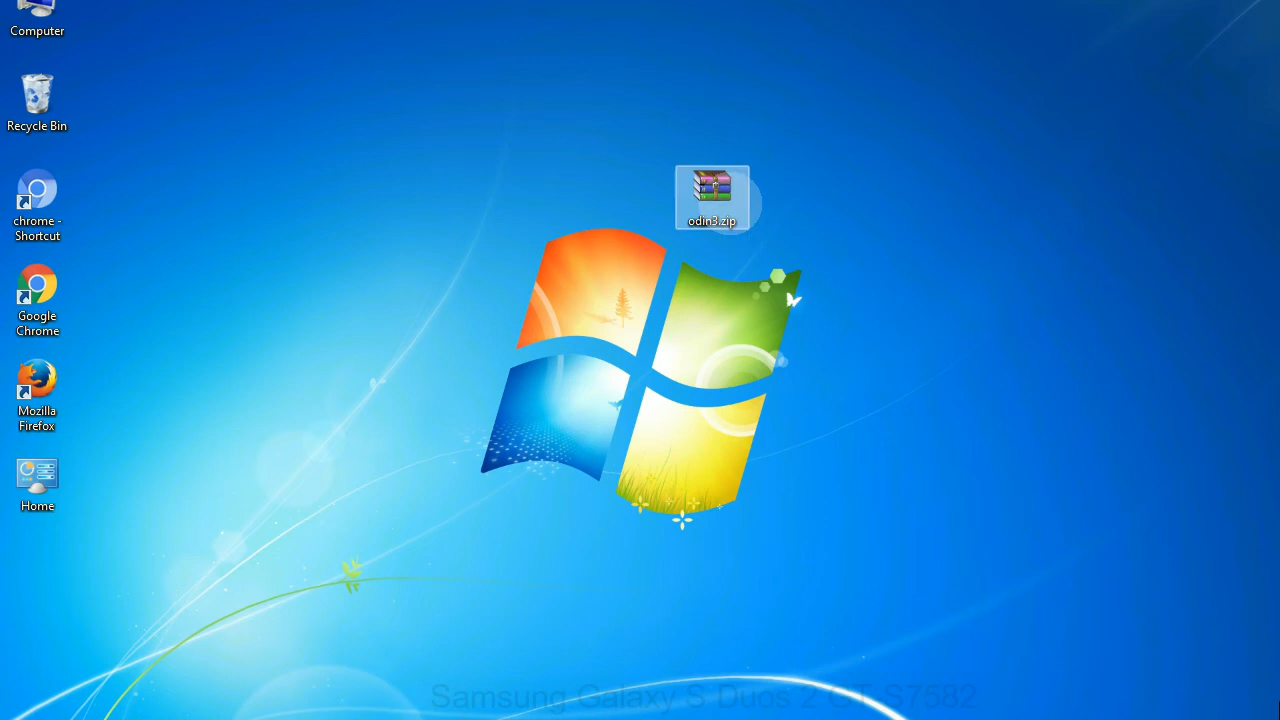 Computer
Recycle Bin
chrome -
Shortcut
Google
Chrome
Mozilla
Firefox
Home
odin3.zip
Samsung Galaxy S Duos 2 GT-S7582